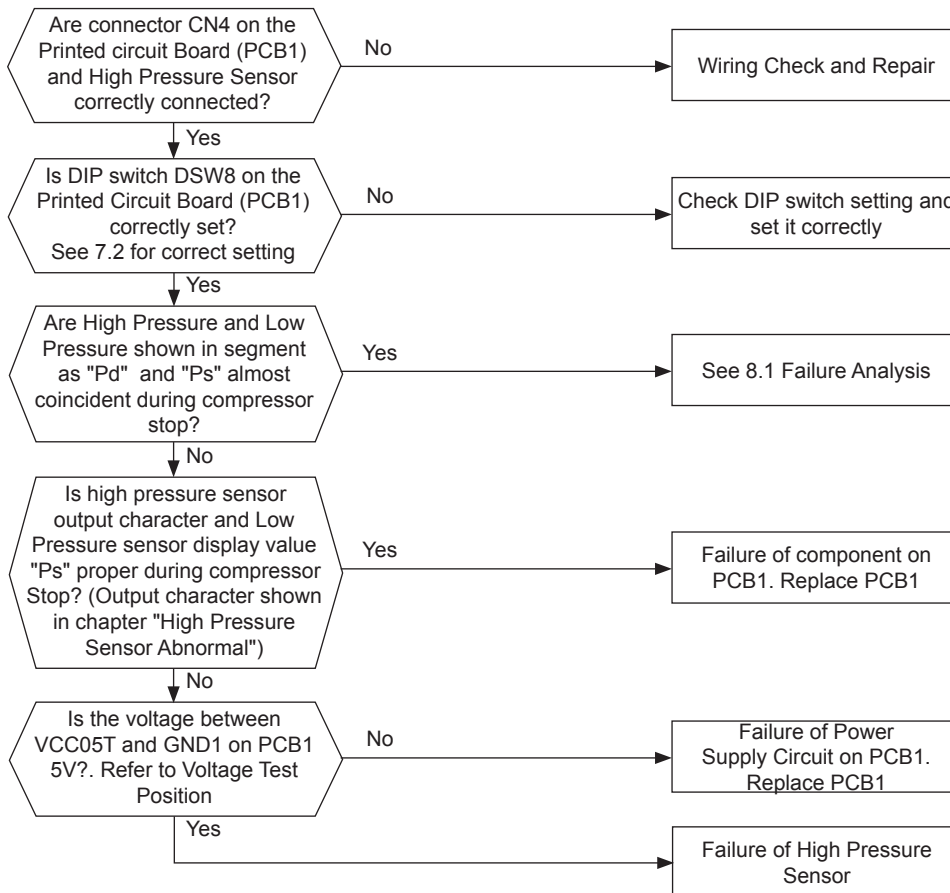 Are connector CN4 on the
Printed circuit Board (PCB1)
and High Pressure Sensor
correctly connected?
No
Wiring Check and Repair
Yes
Is DIP switch DSW8 on the
Printed Circuit Board (PCB1)
correctly set?
See 7.2 for correct setting
No
Check DIP switch setting and
set it correctly
Yes
Are High Pressure and Low
Pressure shown in segment
as "Pd" and "Ps" almost
coincident during compressor
stop?
Yes
See 8.1 Failure Analysis
No
Is high pressure sensor
output character and Low
Pressure sensor display value
"Ps" proper during compressor
Stop? (Output character shown
in chapter "High Pressure
Sensor Abnormal")
Yes
Failure of component on
PCB1. Replace PCB1
No
Is the voltage between
VCC05T and GND1 on PCB1
5V?. Refer to Voltage Test
Position
No
Failure of Power
Supply Circuit on PCB1.
Replace PCB1
Yes
Failure of High Pressure
Sensor